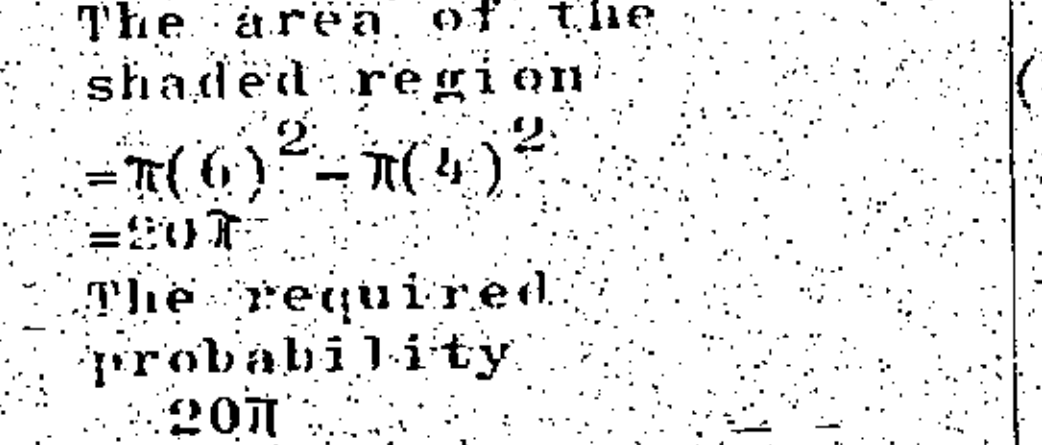 The area of the
shaded region
=π(6)²-π(4)²
=20π
The required
probability
20π